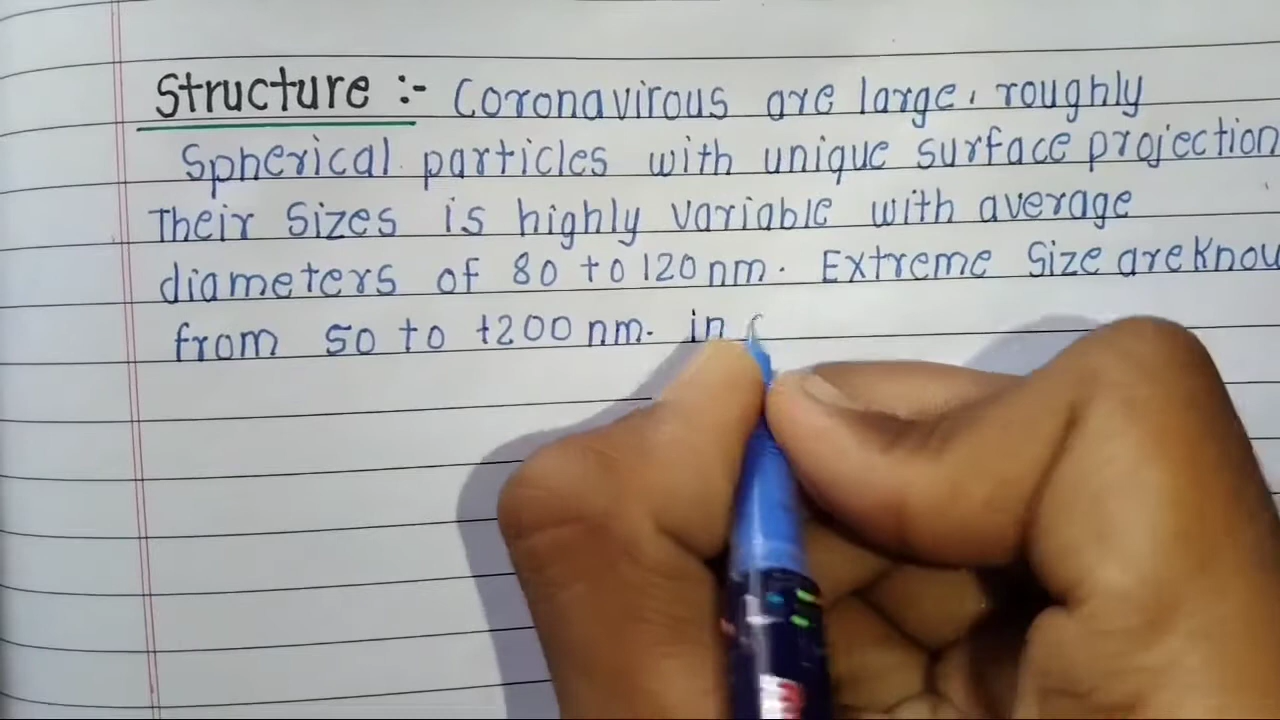 Structure :- Coronavirous are large, roughly
Spherical particles with unique surface projection
Their Sizes is highly variable with average
diameters of 80 to 120 nm. Extreme Size are Know
from 50 to +200 nm. in